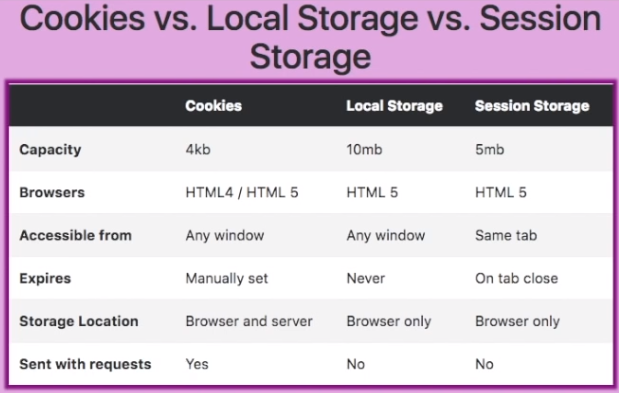 Cookies vs. Local Storage vs. Session
Storage
Cookies Local Storage Session Storage
Capacity 4kb 10mb 5mb
Browsers HTML4 / HTML 5 HTML 5 HTML 5
Accessible from Any window Any window Same tab
Expires Manually set Never On tab close
Storage Location Browser and server Browser only Browser only
Sent with requests Yes No No